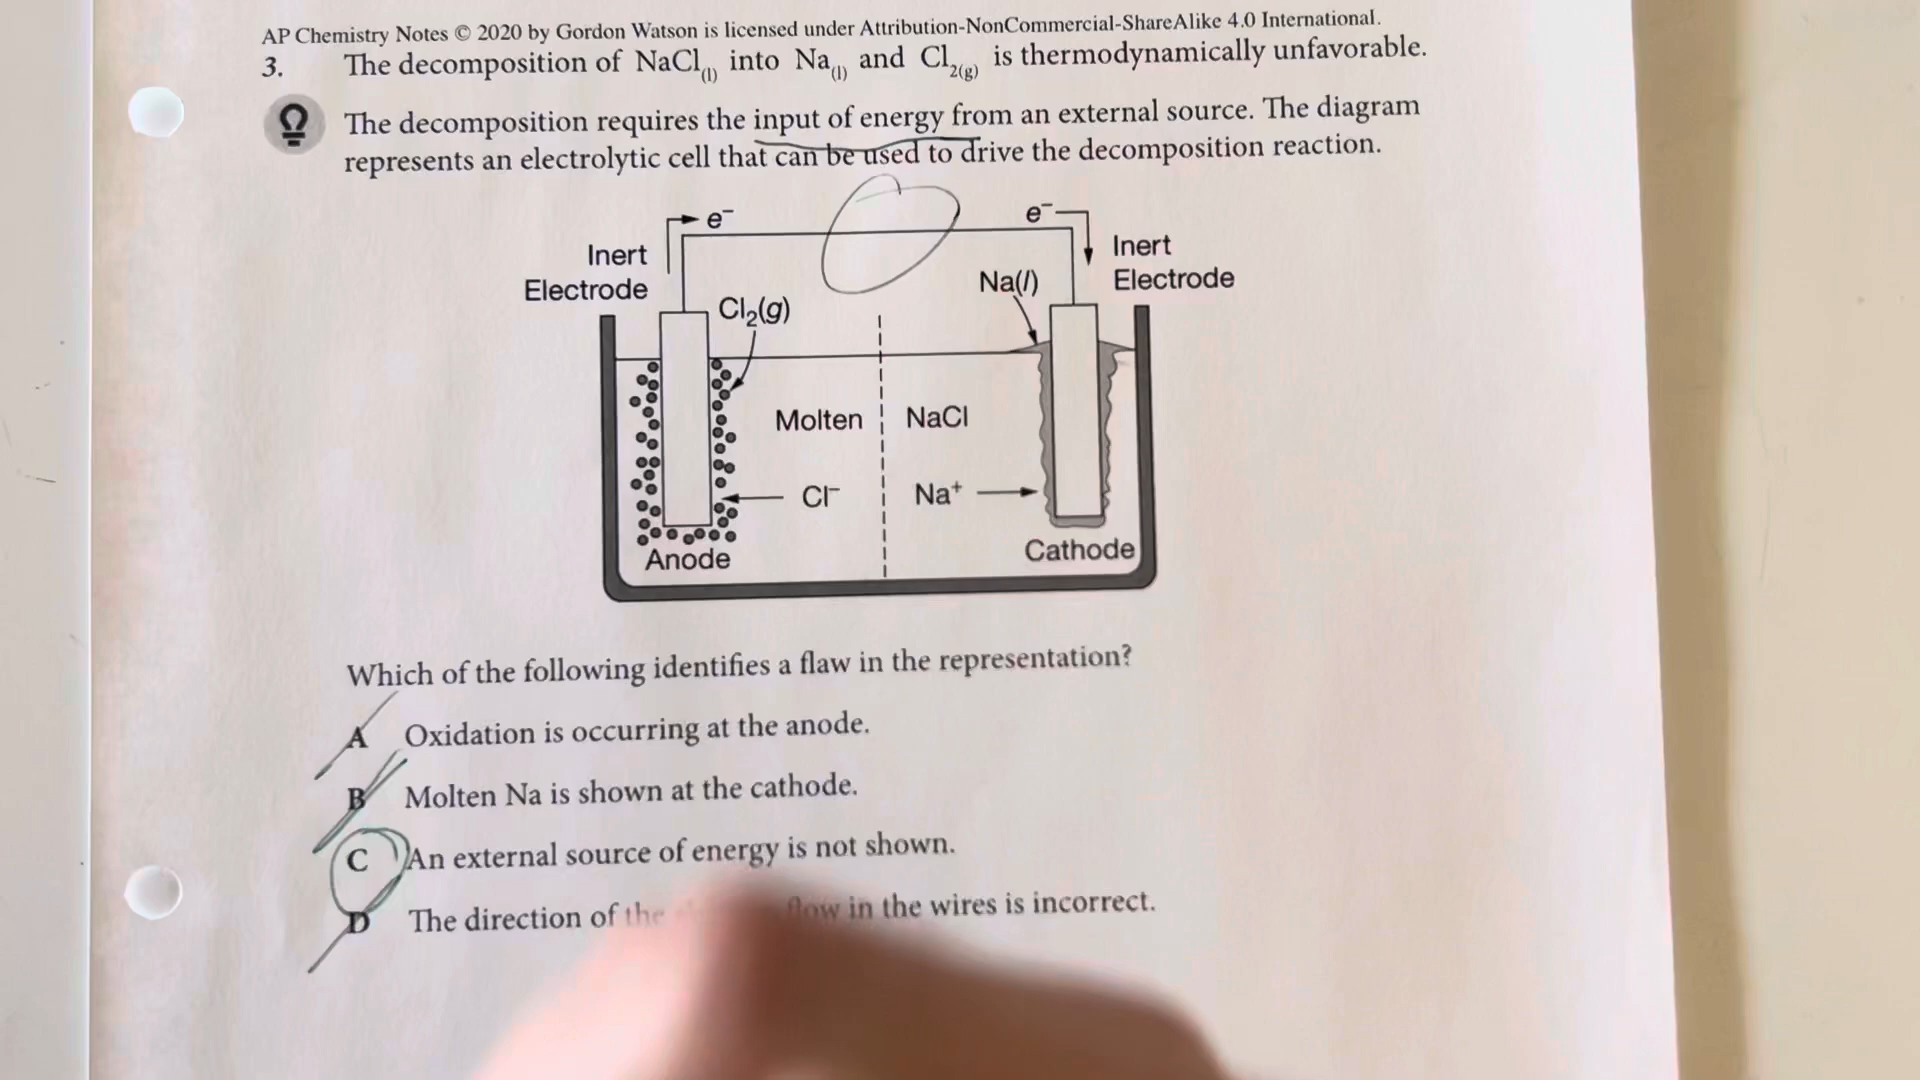 AP Chemistry Notes © 2020 by Gordon Watson is licensed under Attribution-NonCommercial-ShareAlike 4.0 International.
3. The decomposition of NaCl(l) into Na(l) and Cl2(g) is thermodynamically unfavorable.
The decomposition requires the input of energy from an external source. The diagram
represents an electrolytic cell that can be used to drive the decomposition reaction.
e⁻ e⁻
Inert
Electrode
Inert
Electrode
Cl₂(g)
Na(l)
Molten NaCl
Cl⁻ Na⁺
Anode
Cathode
Which of the following identifies a flaw in the representation?
A Oxidation is occurring at the anode.
B Molten Na is shown at the cathode.
C An external source of energy is not shown.
D The direction of the flow in the wires is incorrect.